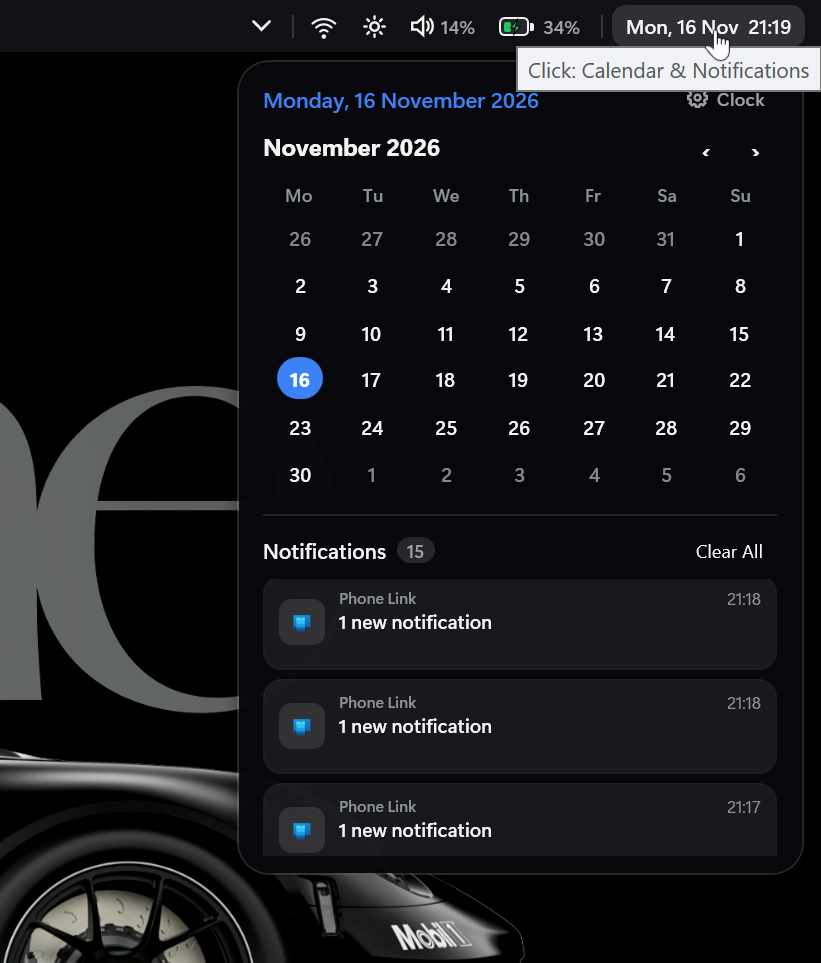 14%
34%
Mon, 16 Nov 21:19
Click: Calendar & Notifications
Monday, 16 November 2026
Clock
November 2026
‹ ›
Mo Tu We Th Fr Sa Su
26 27 28 29 30 31 1
2 3 4 5 6 7 8
9 10 11 12 13 14 15
16 17 18 19 20 21 22
23 24 25 26 27 28 29
30 1 2 3 4 5 6
Notifications 15 Clear All
Phone Link 21:18
1 new notification
Phone Link 21:18
1 new notification
Phone Link 21:17
1 new notification
Mobil 1